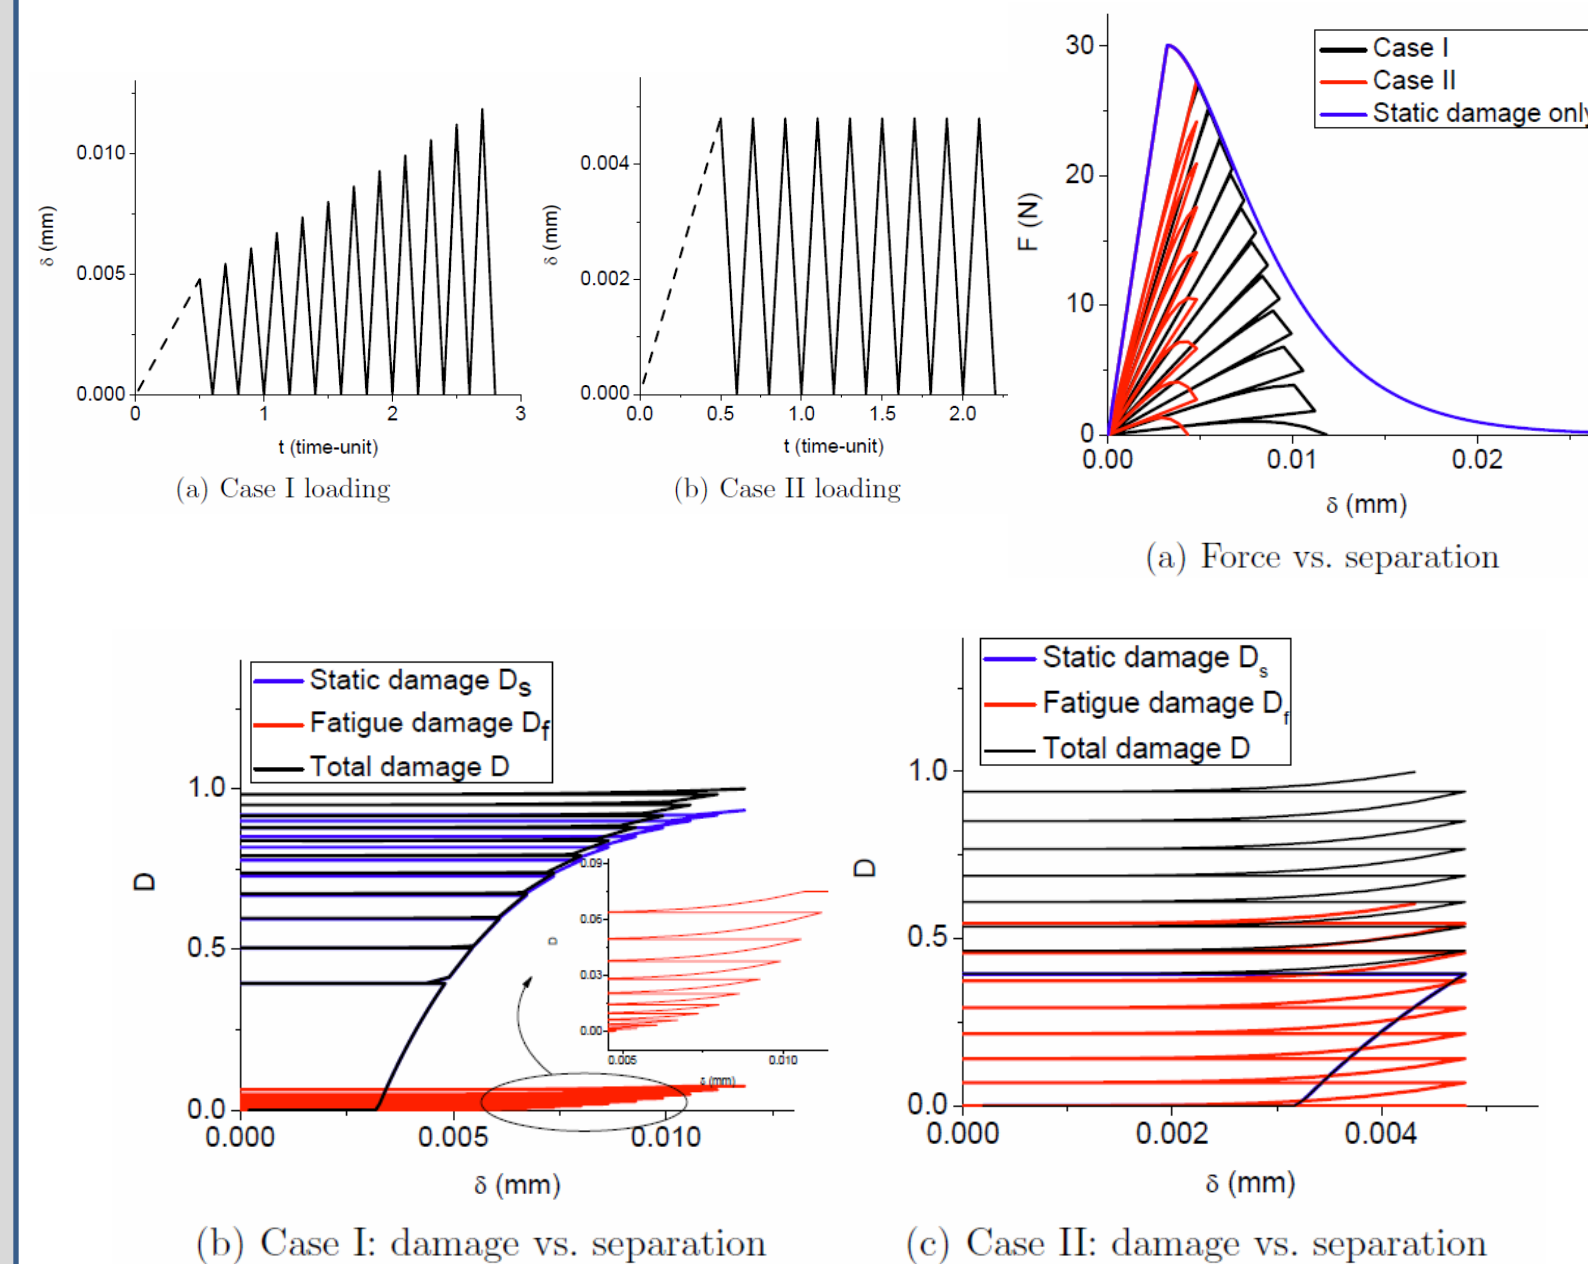 0.010
0.005
0.000
δ (mm)
0
1
2
3
t (time-unit)
(a) Case I loading
0.004
0.002
0.000
δ (mm)
0.0
0.5
1.0
1.5
2.0
t (time-unit)
(b) Case II loading
30
20
10
0
F (N)
Case I
Case II
Static damage only
0.00
0.01
0.02
δ (mm)
(a) Force vs. separation
Static damage Ds
Fatigue damage Df
Total damage D
1.0
0.5
0.0
D
0.09
0.06
0.03
0.00
D
0.005
0.010
δ (mm)
0.000
0.005
0.010
δ (mm)
(b) Case I: damage vs. separation
Static damage Ds
Fatigue damage Df
Total damage D
1.0
0.5
0.0
D
0.000
0.002
0.004
δ (mm)
(c) Case II: damage vs. separation